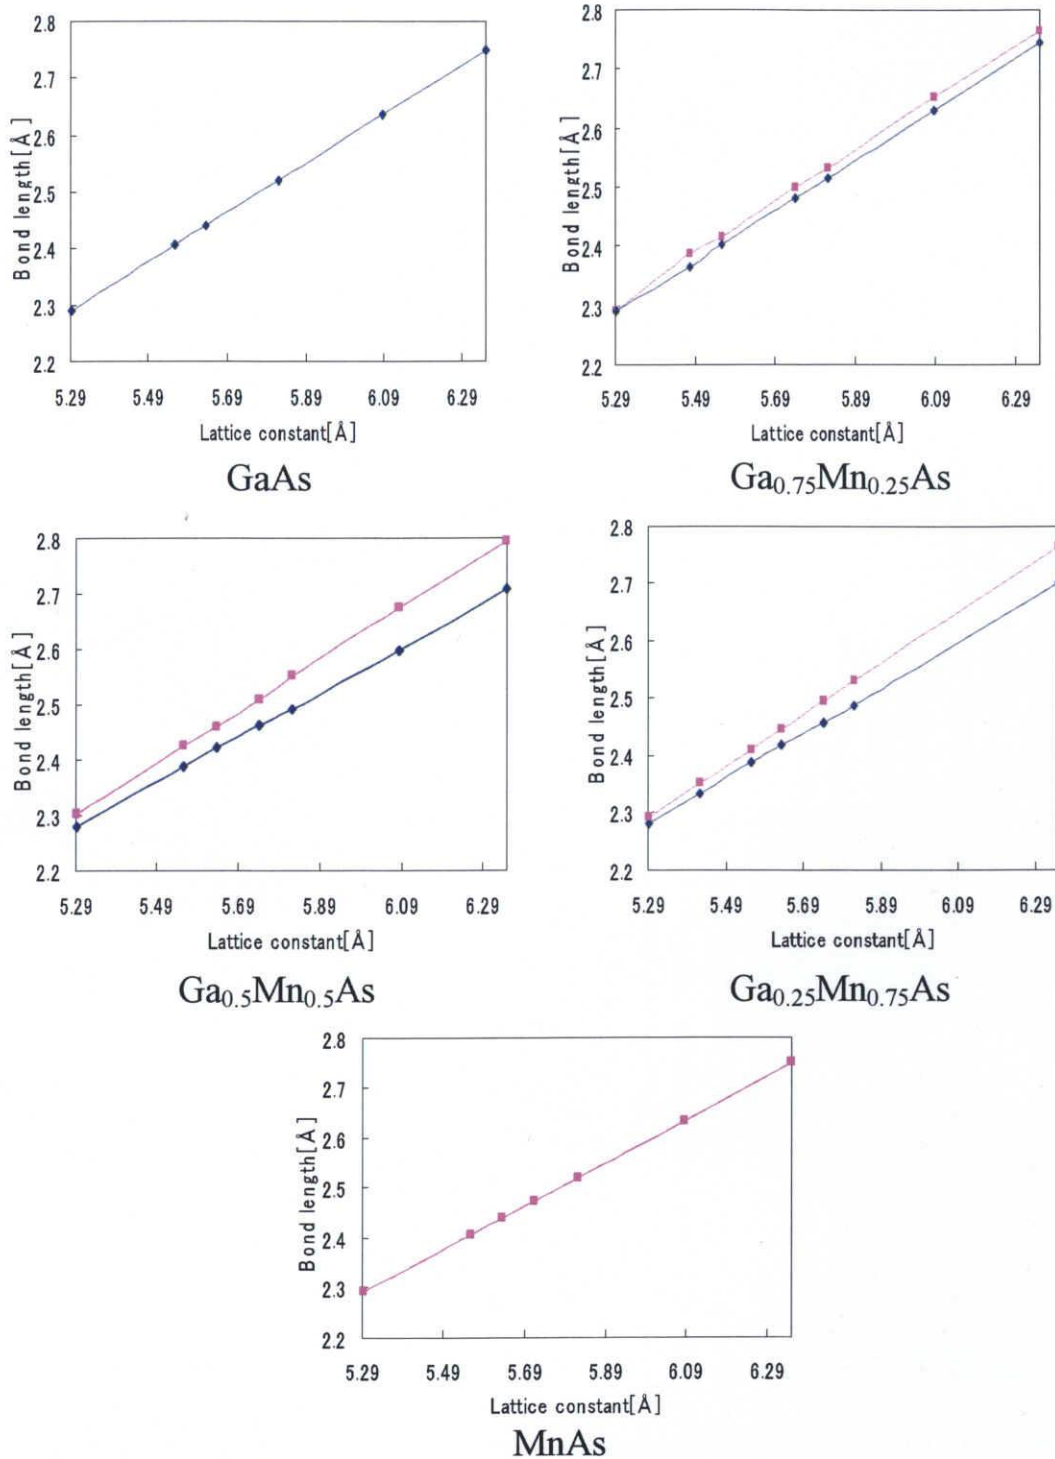 2.8
2.7
2.6
2.5
2.4
2.3
2.2
Bond length[Å]
5.29 5.49 5.69 5.89 6.09 6.29
Lattice constant[Å]
GaAs
2.8
2.7
2.6
2.5
2.4
2.3
2.2
Bond length[Å]
5.29 5.49 5.69 5.89 6.09 6.29
Lattice constant[Å]
Ga0.75Mn0.25As
2.8
2.7
2.6
2.5
2.4
2.3
2.2
Bond length[Å]
5.29 5.49 5.69 5.89 6.09 6.29
Lattice constant[Å]
Ga0.5Mn0.5As
2.8
2.7
2.6
2.5
2.4
2.3
2.2
Bond length[Å]
5.29 5.49 5.69 5.89 6.09 6.29
Lattice constant[Å]
Ga0.25Mn0.75As
2.8
2.7
2.6
2.5
2.4
2.3
2.2
Bond length[Å]
5.29 5.49 5.69 5.89 6.09 6.29
Lattice constant[Å]
MnAs